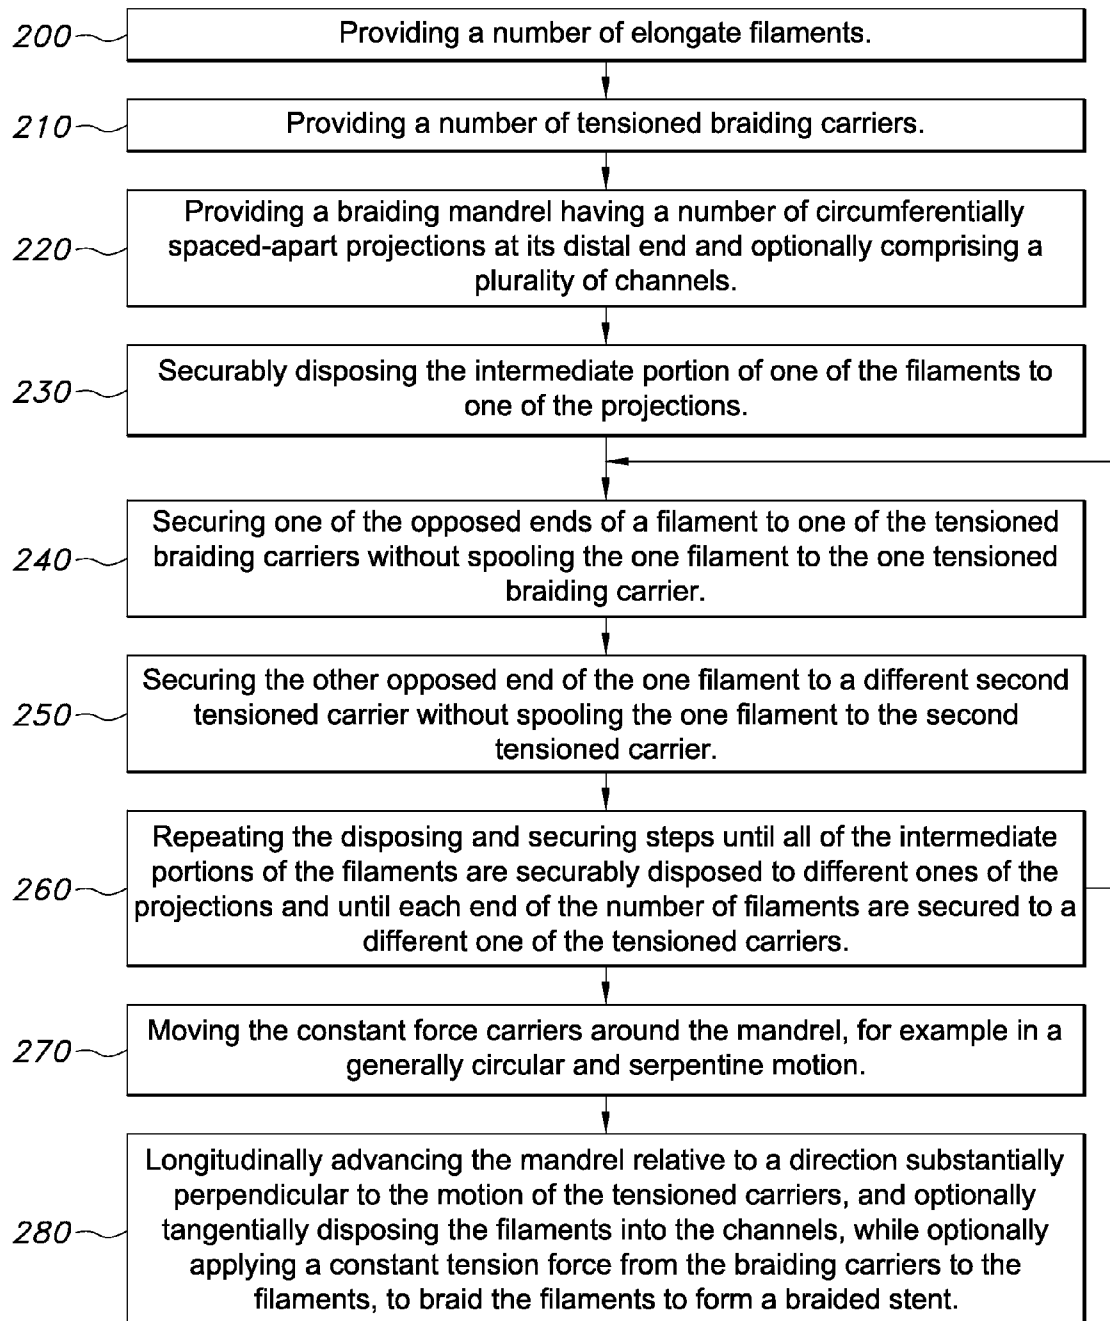 200
Providing a number of elongate filaments.
210
Providing a number of tensioned braiding carriers.
220
Providing a braiding mandrel having a number of circumferentially
spaced-apart projections at its distal end and optionally comprising a
plurality of channels.
230
Securably disposing the intermediate portion of one of the filaments to
one of the projections.
240
Securing one of the opposed ends of a filament to one of the tensioned
braiding carriers without spooling the one filament to the one tensioned
braiding carrier.
250
Securing the other opposed end of the one filament to a different second
tensioned carrier without spooling the one filament to the second
tensioned carrier.
260
Repeating the disposing and securing steps until all of the intermediate
portions of the filaments are securably disposed to different ones of the
projections and until each end of the number of filaments are secured to a
different one of the tensioned carriers.
270
Moving the constant force carriers around the mandrel, for example in a
generally circular and serpentine motion.
280
Longitudinally advancing the mandrel relative to a direction substantially
perpendicular to the motion of the tensioned carriers, and optionally
tangentially disposing the filaments into the channels, while optionally
applying a constant tension force from the braiding carriers to the
filaments, to braid the filaments to form a braided stent.